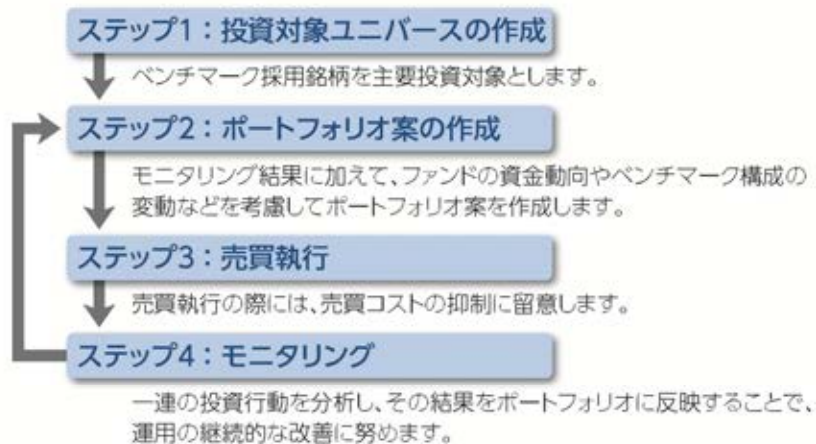 ステップ1：投資対象ユニバースの作成
ベンチマーク採用銘柄を主要投資対象とします。
ステップ2：ポートフォリオ案の作成
モニタリング結果に加えて、ファンドの資金動向やベンチマーク構成の
変動などを考慮してポートフォリオ案を作成します。
ステップ3：売買執行
売買執行の際には、売買コストの抑制に留意します。
ステップ4：モニタリング
一連の投資行動を分析し、その結果をポートフォリオに反映することで、
運用の継続的な改善に努めます。